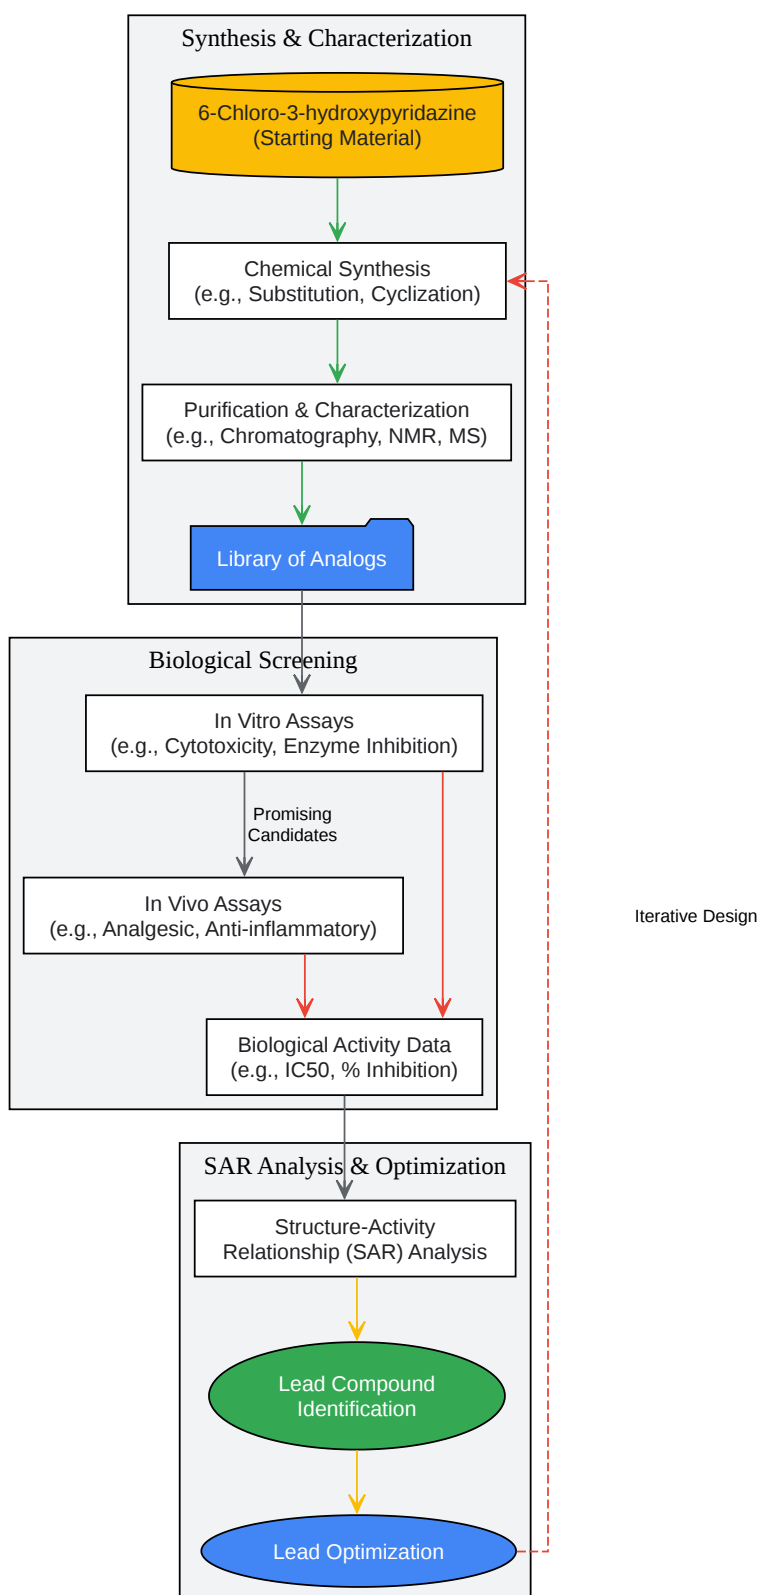 Synthesis & Characterization
6-Chloro-3-hydroxypyridazine
(Starting Material)
Chemical Synthesis
(e.g., Substitution, Cyclization)
Purification & Characterization
(e.g., Chromatography, NMR, MS)
Library of Analogs
Biological Screening
In Vitro Assays
(e.g., Cytotoxicity, Enzyme Inhibition)
Promising
Candidates
In Vivo Assays
(e.g., Analgesic, Anti-inflammatory)
Iterative Design
Biological Activity Data
(e.g., IC50, % Inhibition)
SAR Analysis & Optimization
Structure-Activity
Relationship (SAR) Analysis
Lead Compound
Identification
Lead Optimization